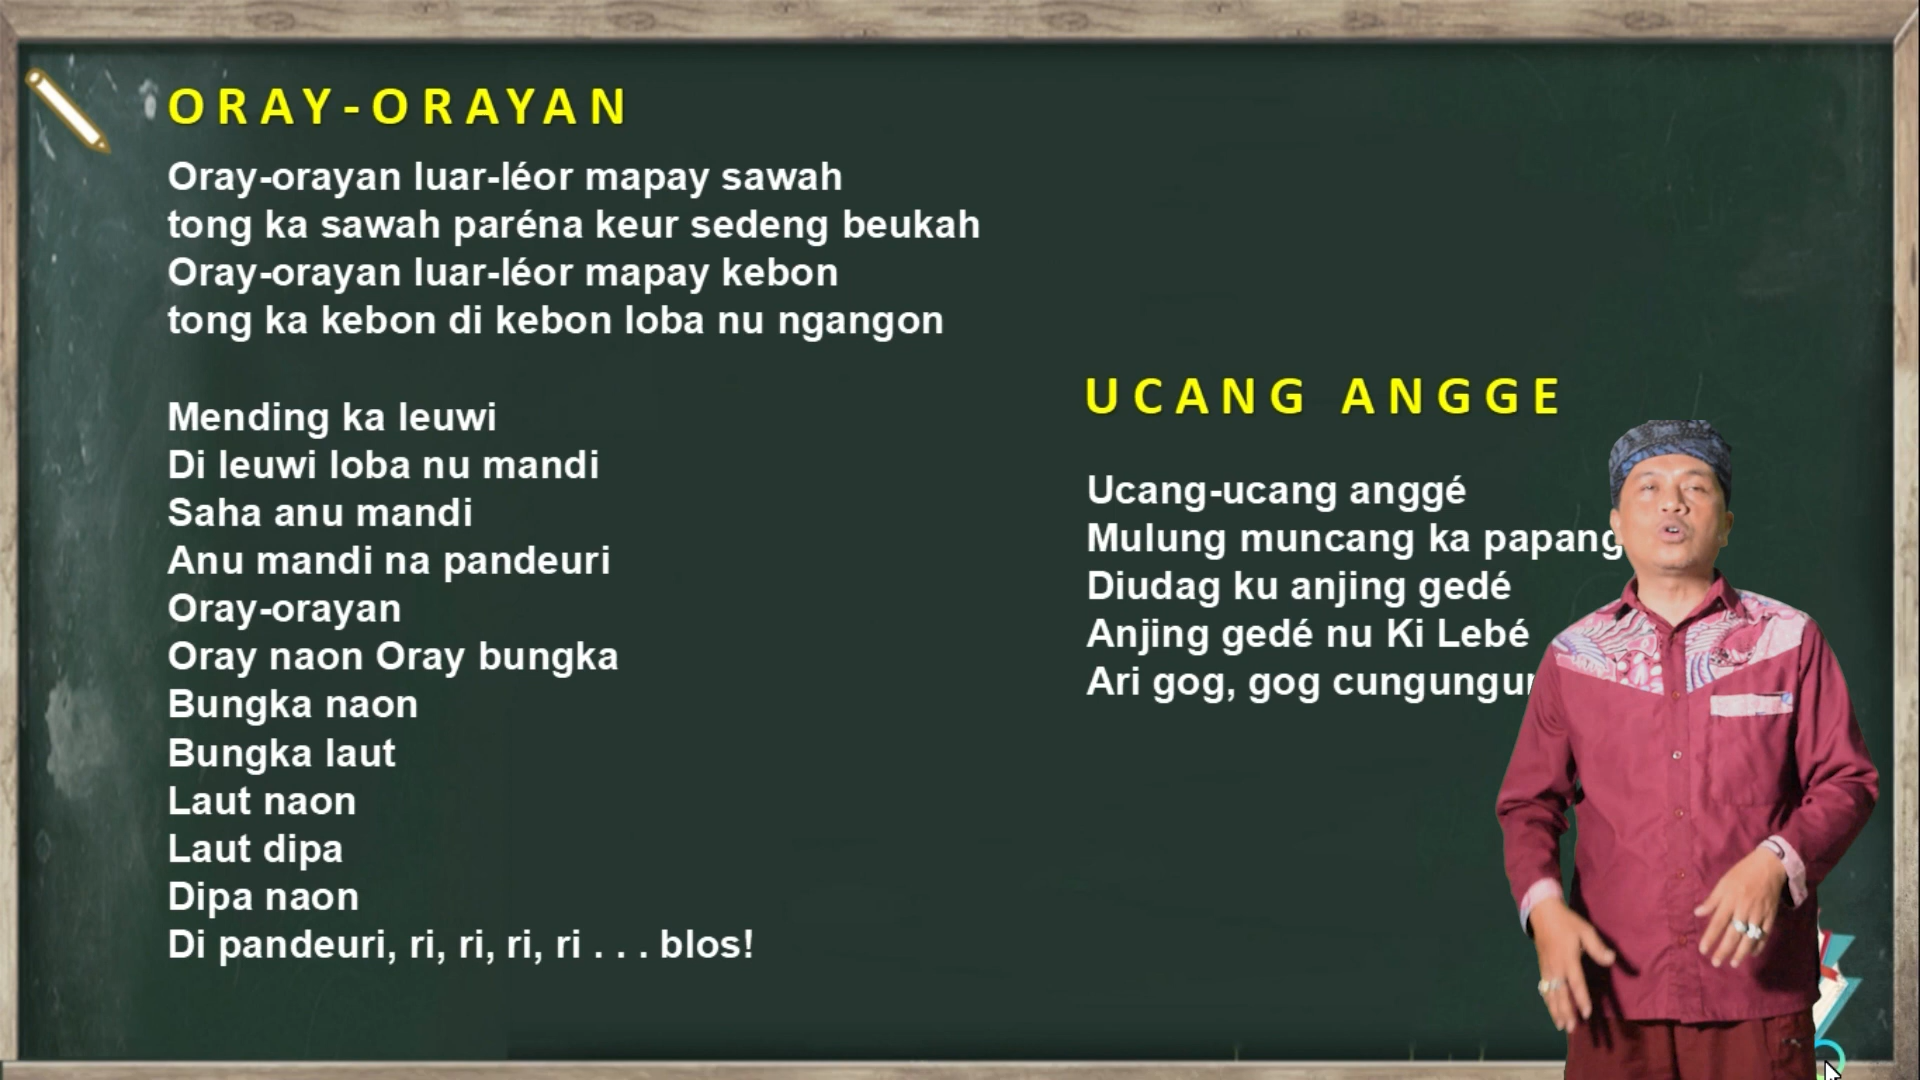 ORAY-ORAYAN
Oray-orayan luar-léor mapay sawah
tong ka sawah paréna keur sedeng beukah
Oray-orayan luar-léor mapay kebon
tong ka kebon di kebon loba nu ngangon
Mending ka leuwi
Di leuwi loba nu mandi
Saha anu mandi
Anu mandi na pandeuri
Oray-orayan
Oray naon Oray bungka
Bungka naon
Bungka laut
Laut naon
Laut dipa
Dipa naon
Di pandeuri, ri, ri, ri, ri . . . blos!
UCANG ANGGE
Ucang-ucang anggé
Mulung muncang ka
Diudag ku anjing gedé
Anjing gedé nu Ki Lebé
Ari gog, gog